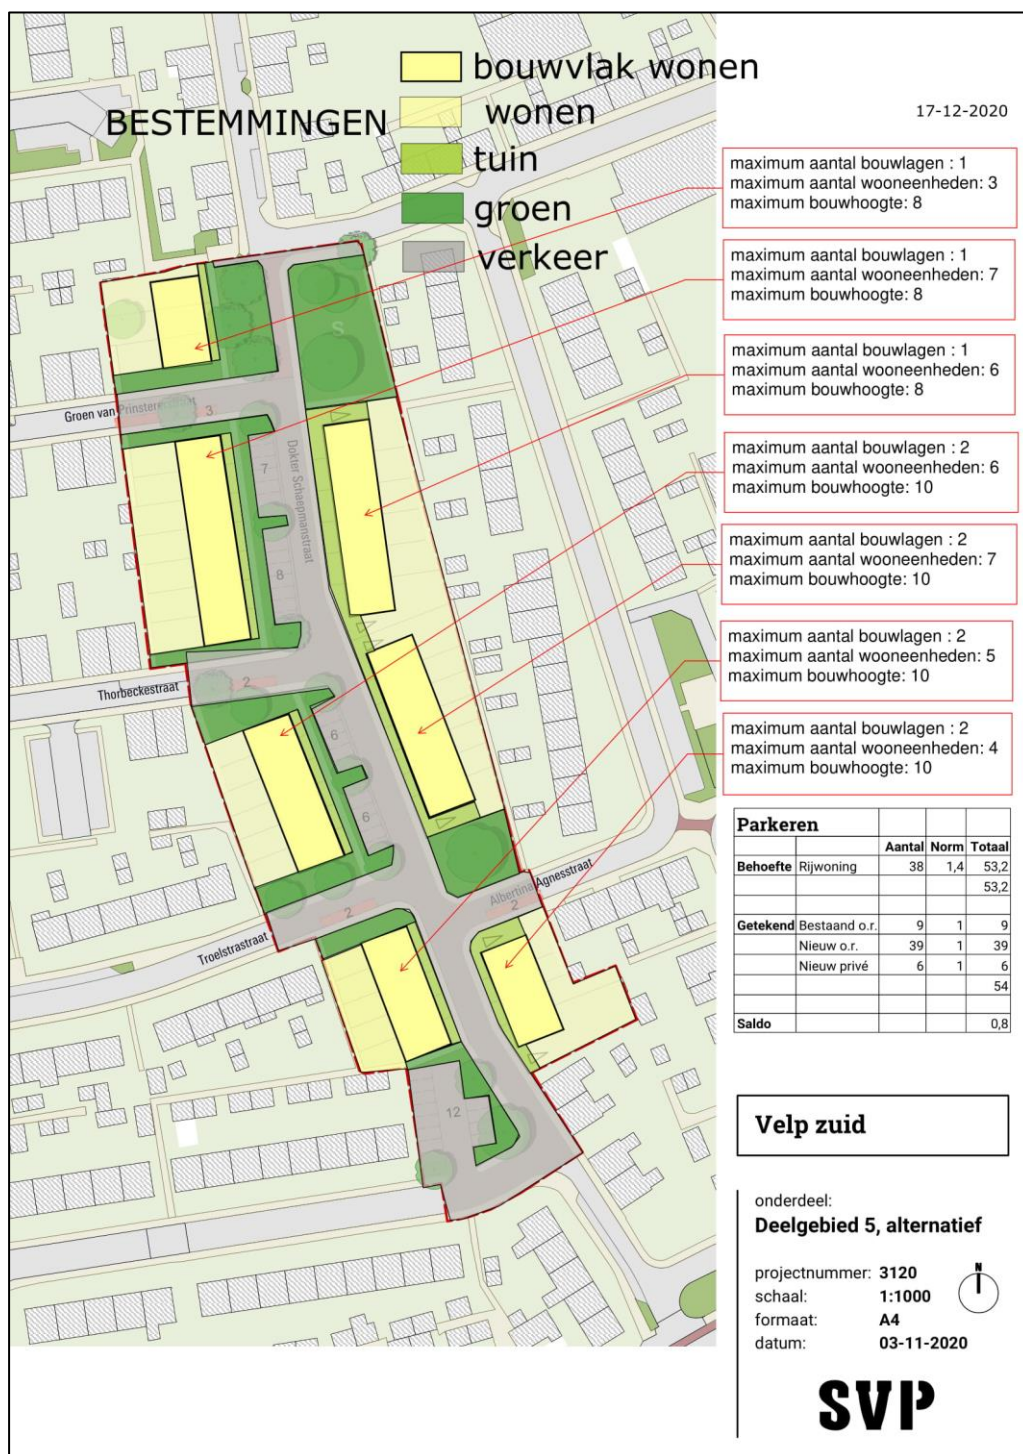 bouwvlak wonen
BESTEMMINGEN
wonen
tuin
groen
verkeer
17-12-2020
maximum aantal bouwlagen : 1
maximum aantal wooneenheden: 3
maximum bouwhoogte: 8
maximum aantal bouwlagen : 1
maximum aantal wooneenheden: 7
maximum bouwhoogte: 8
maximum aantal bouwlagen : 1
maximum aantal wooneenheden: 6
maximum bouwhoogte: 8
maximum aantal bouwlagen : 2
maximum aantal wooneenheden: 6
maximum bouwhoogte: 10
maximum aantal bouwlagen : 2
maximum aantal wooneenheden: 7
maximum bouwhoogte: 10
maximum aantal bouwlagen : 2
maximum aantal wooneenheden: 5
maximum bouwhoogte: 10
maximum aantal bouwlagen : 2
maximum aantal wooneenheden: 4
maximum bouwhoogte: 10
S
Groen van Prinstererstraat
3
7
Dokter Schaepmanstraat
8
Thorbeckestraat
2
6
6
Albertina Agnesstraat
2
2
Troelstrastraat
12
Parkeren
Aantal Norm Totaal
Behoefte Rijwoning 38 1,4 53,2
53,2
Getekend Bestaand o.r. 9 1 9
Nieuw o.r. 39 1 39
Nieuw privé 6 1 6
54
Saldo 0,8
Velp zuid
onderdeel:
Deelgebied 5, alternatief
projectnummer: 3120
schaal: 1:1000
formaat: A4
datum: 03-11-2020
N
SVP